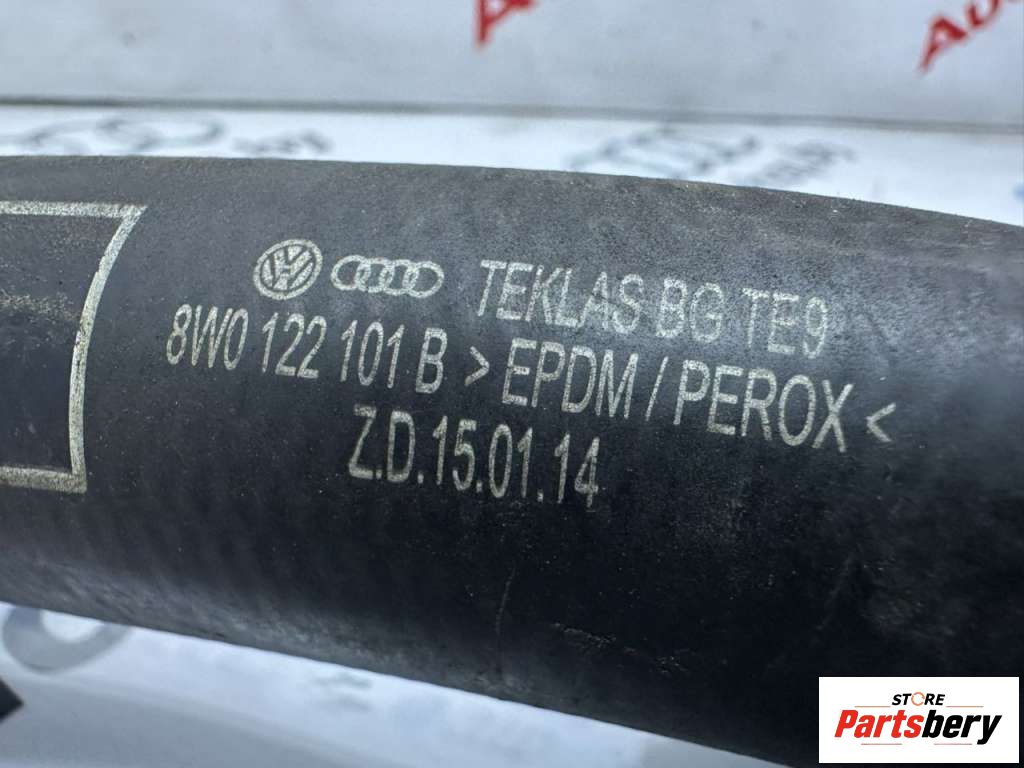 TEKLAS BG TE9
8W0 122 101 B > EPDM / PEROX <
Z.D.15.01.14
STORE
Partsbery